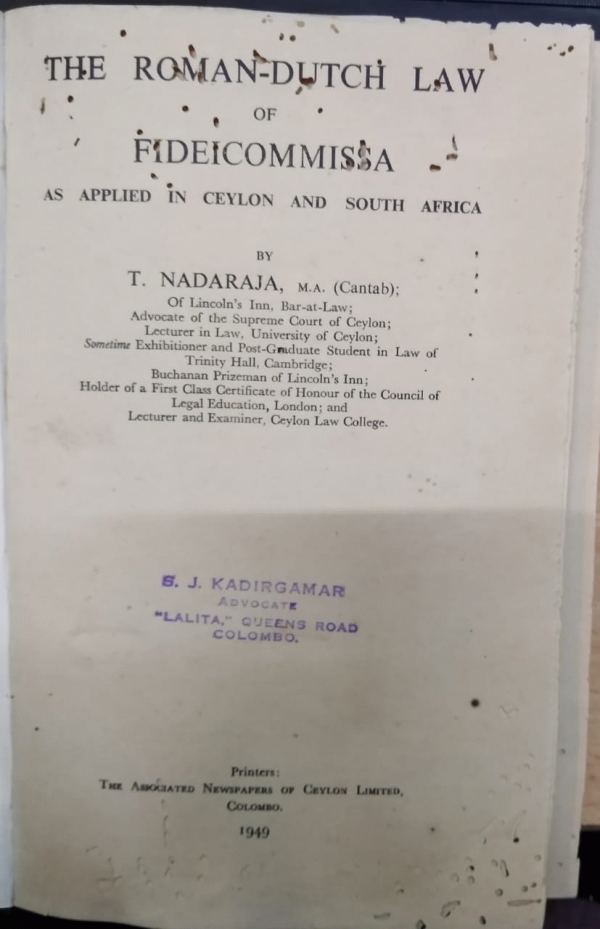 THE ROMAN-DUTCH LAW
OF
FIDEICOMMISSA
AS APPLIED IN CEYLON AND SOUTH AFRICA
BY
T. NADARAJA, M.A. (Cantab);
Of Lincoln's Inn, Bar-at-Law;
Advocate of the Supreme Court of Ceylon;
Lecturer in Law, University of Ceylon;
Sometime Exhibitioner and Post-Graduate Student in Law of
Trinity Hall, Cambridge;
Buchanan Prizeman of Lincoln's Inn;
Holder of a First Class Certificate of Honour of the Council of
Legal Education, London; and
Lecturer and Examiner, Ceylon Law College.
S. J. KADIRGAMAR
ADVOCATE
"LALITA," QUEENS ROAD
COLOMBO.
Printers:
THE ASSOCIATED NEWSPAPERS OF CEYLON LIMITED,
COLOMBO.
1949